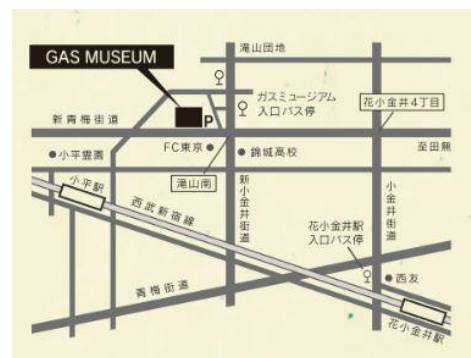 滝山団地
GAS MUSEUM
ガスミュージアム
入口バス停
花小金井4丁目
新青梅街道
P
至田無
小平霊園
FC東京
錦城高校
小平駅
滝山南
西武新宿線
新小金井街道
小金井街道
花小金井駅
入口バス停
西友
青梅街道
花小金井駅